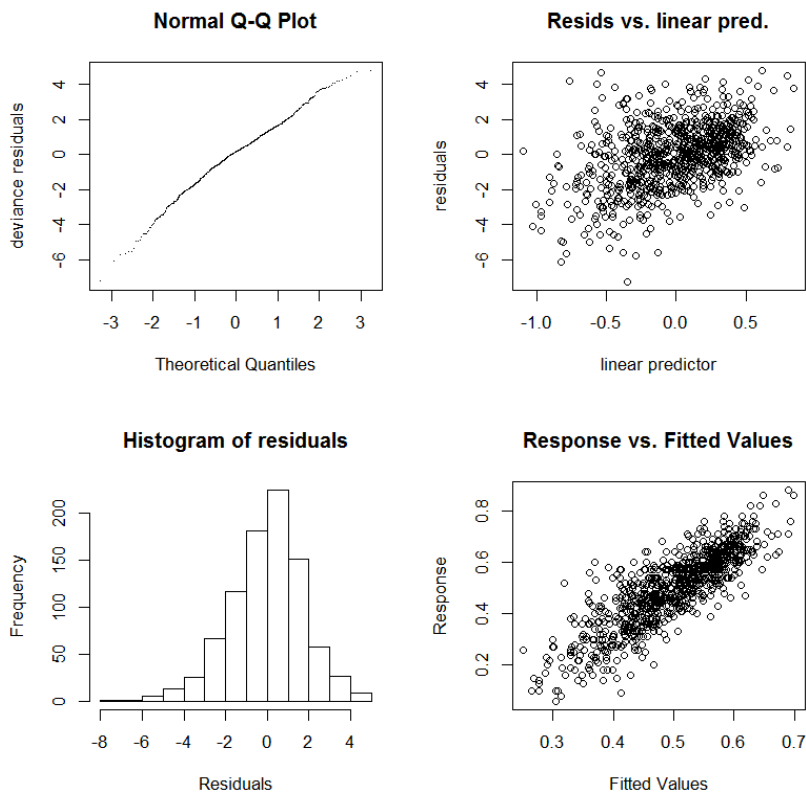 Normal Q-Q Plot
deviance residuals
-6 -4 -2 0 2 4
-3 -2 -1 0 1 2 3
Theoretical Quantiles
Resids vs. linear pred.
residuals
-6 -4 -2 0 2 4
-1.0 -0.5 0.0 0.5
linear predictor
Histogram of residuals
Frequency
0 50 100 150 200
-8 -6 -4 -2 0 2 4
Residuals
Response vs. Fitted Values
Response
0.2 0.4 0.6 0.8
0.3 0.4 0.5 0.6 0.7
Fitted Values